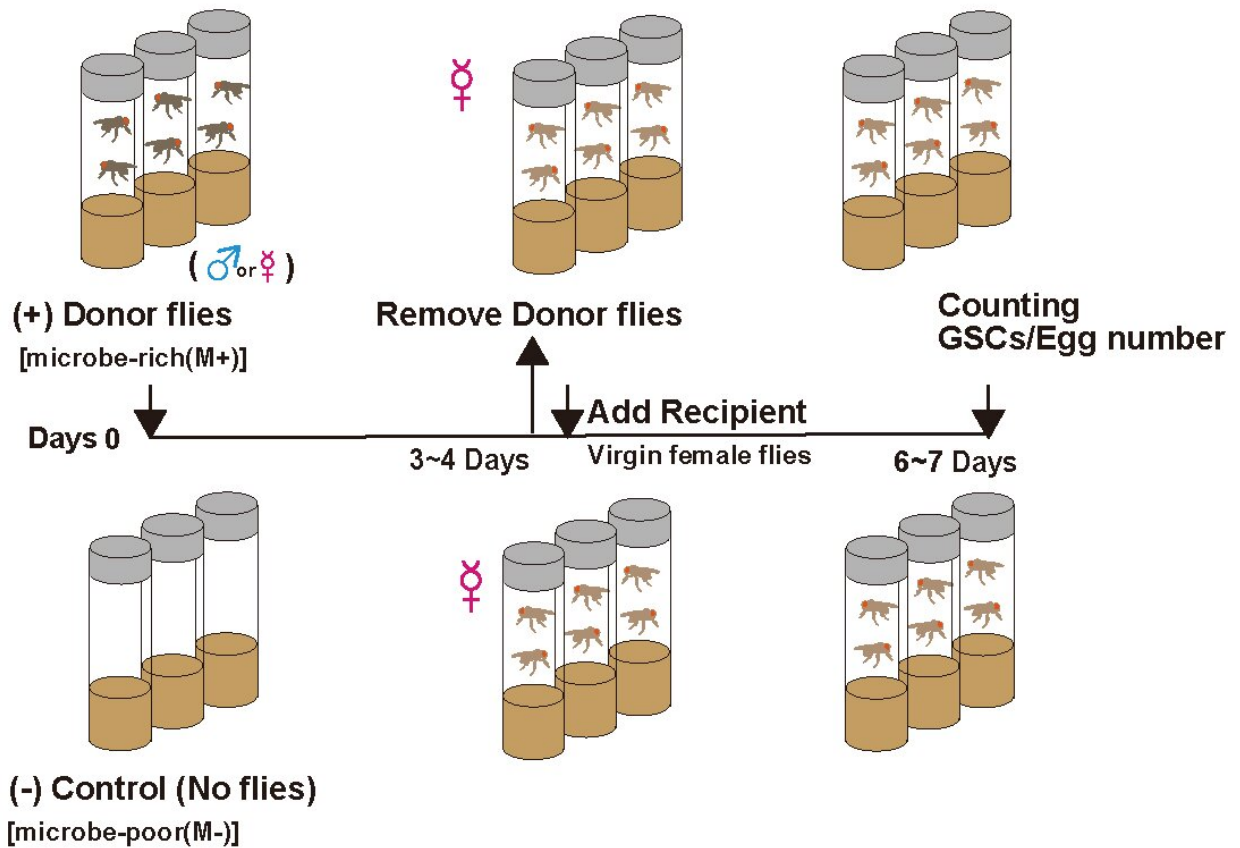 (♂or☿)
(+) Donor flies
[microbe-rich(M+)]
Remove Donor flies
Counting
GSCs/Egg number
Days 0
Add Recipient
3~4 Days
Virgin female flies
6~7 Days
(-) Control (No flies)
[microbe-poor(M-)]